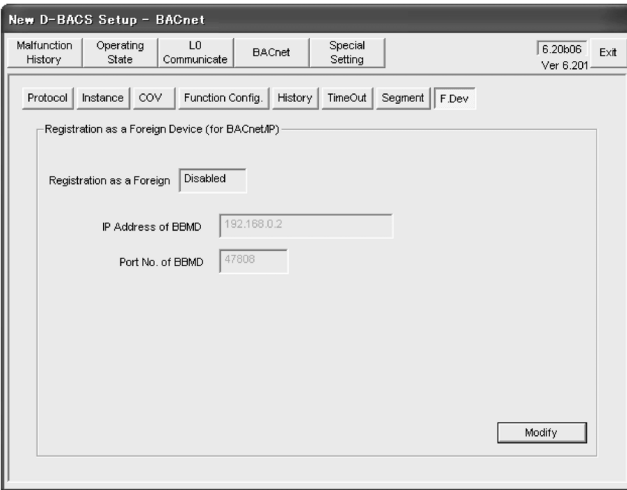 New D-BACS Setup - BACnet
Malfunction History
Operating State
L0 Communicate
BACnet
Special Setting
6.20b06
Ver 6.201
Exit
Protocol Instance COV Function Config. History TimeOut Segment F.Dev
Registration as a Foreign Device (for BACnet/IP)
Registration as a Foreign Disabled
IP Address of BBMD 192.168.0.2
Port No. of BBMD 47808
Modify